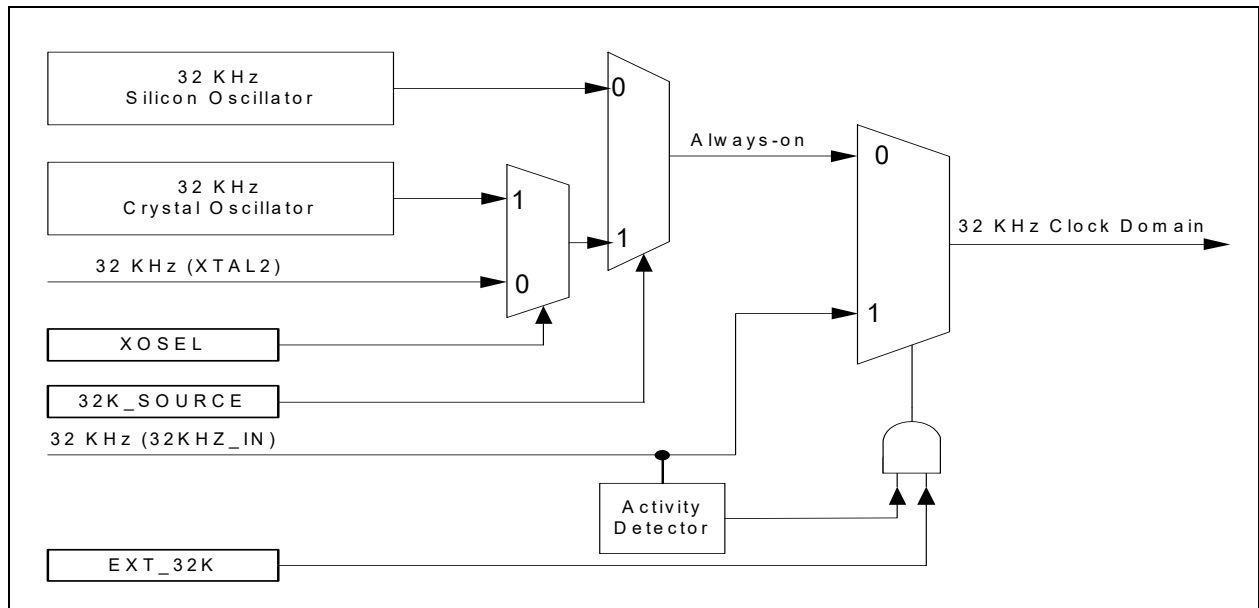 32 KHz
Silicon Oscillator
0
Always-on
0
32 KHz
Crystal Oscillator
1
1
32 KHz Clock Domain
32 KHz (XTAL2)
0
1
XOSEL
32K_SOURCE
32 KHz (32KHZ_IN)
Activity
Detector
EXT_32K